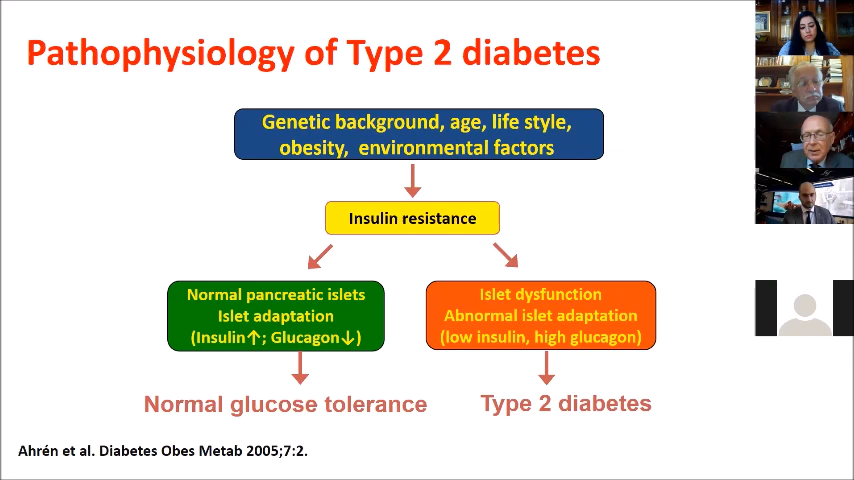 Pathophysiology of Type 2 diabetes
Genetic background, age, life style,
obesity, environmental factors
Insulin resistance
Normal pancreatic islets
Islet adaptation
(Insulin↑; Glucagon↓)
Islet dysfunction
Abnormal islet adaptation
(low insulin, high glucagon)
Normal glucose tolerance
Type 2 diabetes
Ahrén et al. Diabetes Obes Metab 2005;7:2.